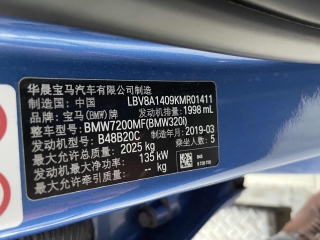 华晨宝马汽车有限公司制造
制造国：中国 LBV8A1409KMR01411
品牌：宝马(BMW)牌 发动机排量：1998 mL
整车型号：BMW7200MF(BMW320i)
发动机型号：B48B20C 制造年月：2019-03
最大允许总质量：2025 kg 乘坐人数：5
发动机最大净功率：135 kW
最大允许牵引质量： - kg